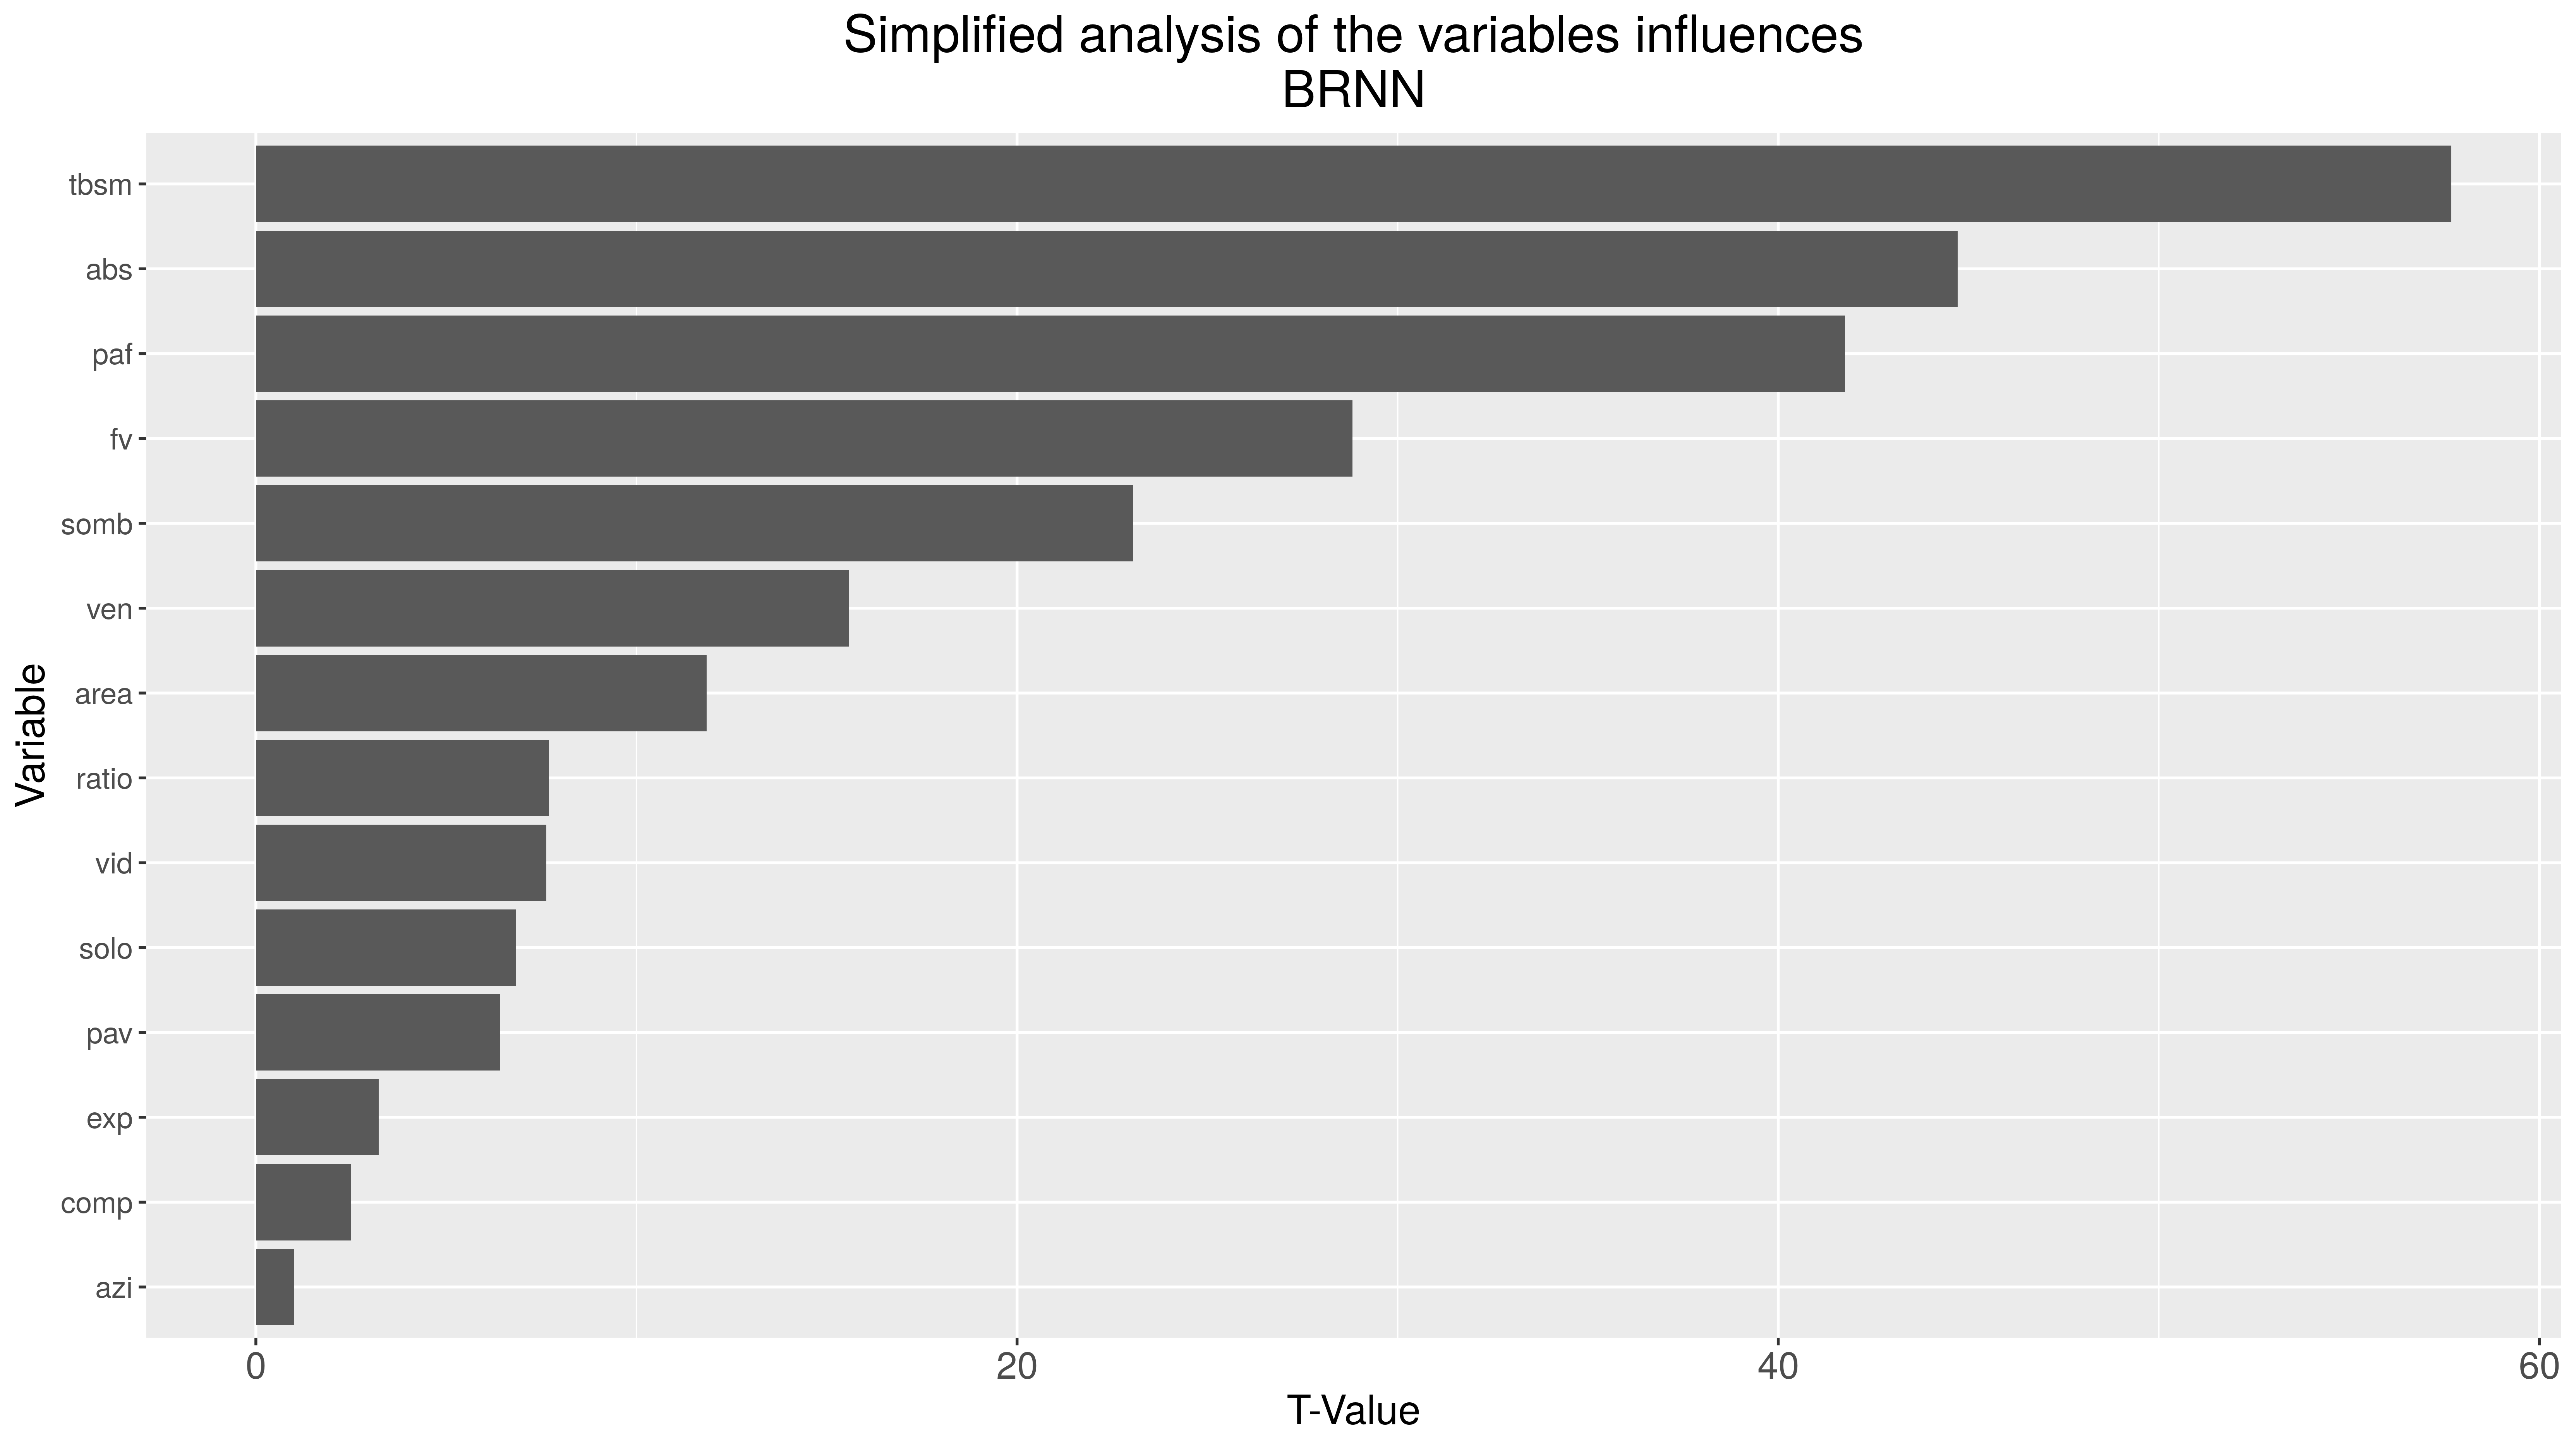 Simplified analysis of the variables influences
BRNN
Variable
tbsm
abs
paf
fv
somb
ven
area
ratio
vid
solo
pav
exp
comp
azi
0 20 40 60
T-Value